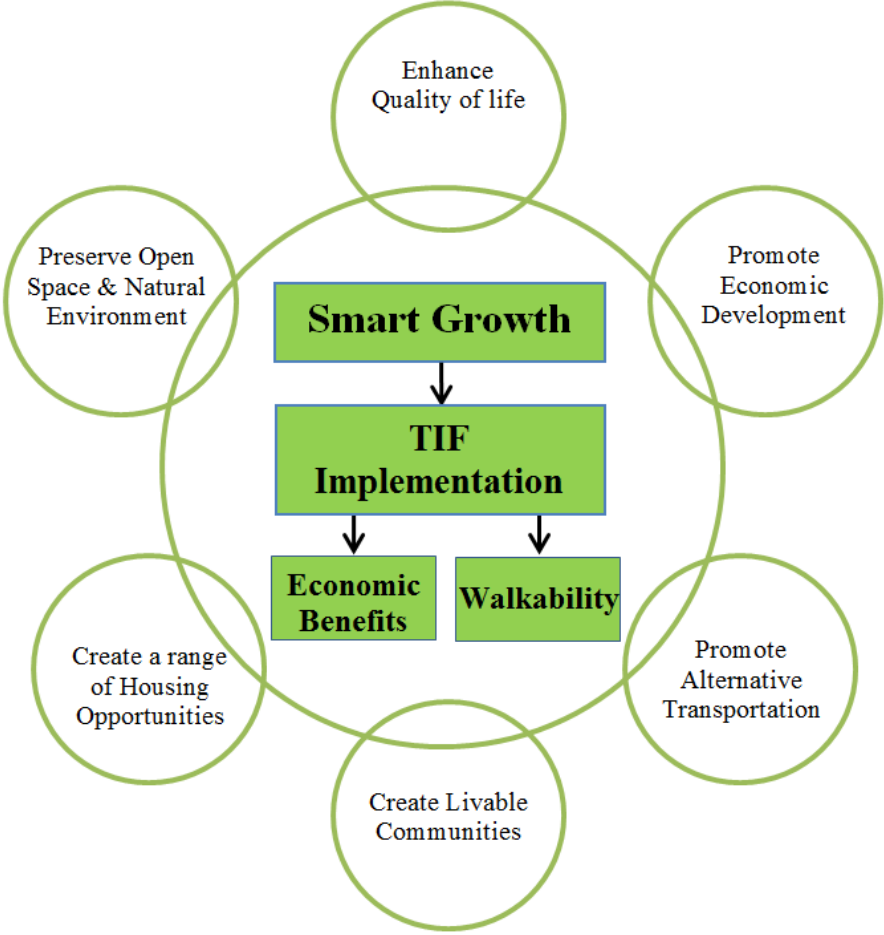 Enhance
Quality of life
Preserve Open
Space & Natural
Environment
Promote
Economic
Development
Smart Growth
TIF
Implementation
Economic
Benefits
Walkability
Create a range
of Housing
Opportunities
Promote
Alternative
Transportation
Create Livable
Communities